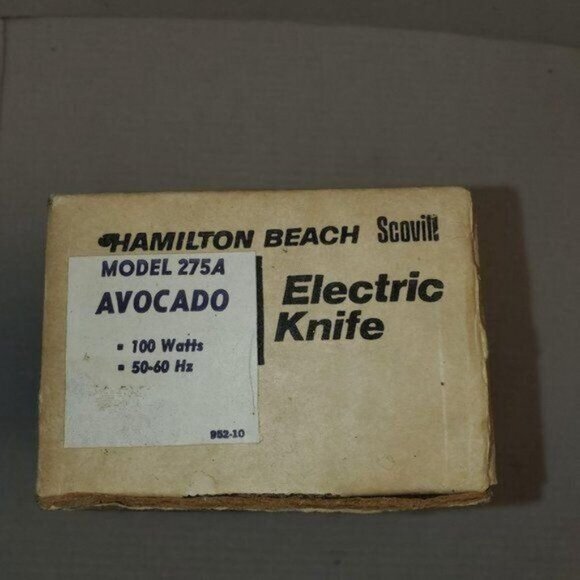 HAMILTON BEACH Scovill
MODEL 275A
AVOCADO
▪ 100 Watts
▪ 50-60 Hz
952-10
Electric
Knife